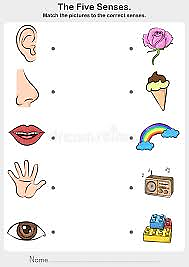 The Five Senses.
Match the pictures to the correct senses.
Name